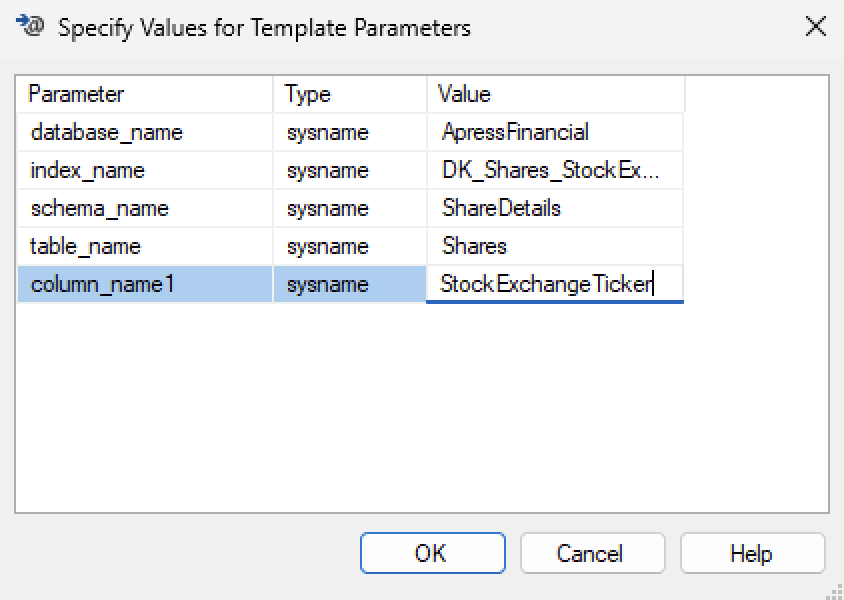 Specify Values for Template Parameters
Parameter Type Value
database_name sysname ApressFinancial
index_name sysname DK_Shares_StockEx...
schema_name sysname ShareDetails
table_name sysname Shares
column_name1 sysname StockExchangeTicker
OK Cancel Help